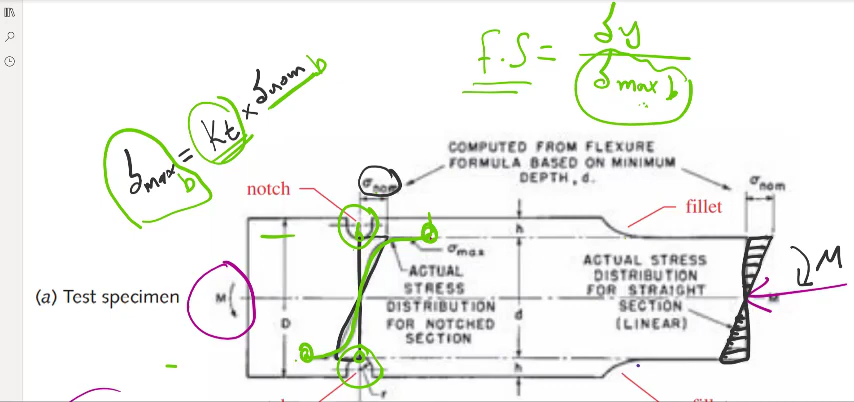 F.S = σy
σmax b
σmax b = Kt × σnom b
COMPUTED FROM FLEXURE
FORMULA BASED ON MINIMUM
DEPTH, d.
σnom
σnom
notch
fillet
h
σmax
ACTUAL
STRESS
DISTRIBUTION
FOR NOTCHED
SECTION
ACTUAL STRESS
DISTRIBUTION
FOR STRAIGHT
SECTION
(LINEAR)
M
(a) Test specimen
M
D
d
M
h
r